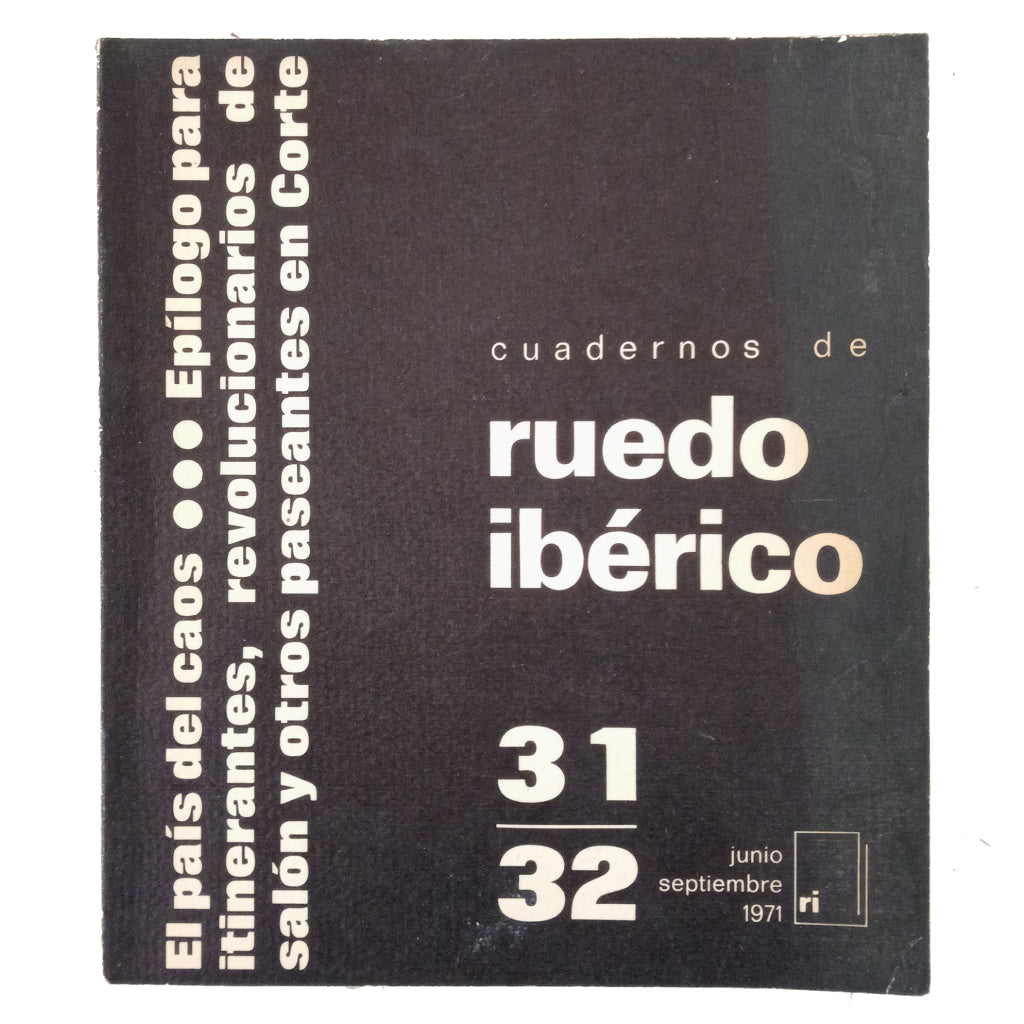 El país del caos ●●● Epílogo para
itinerantes, revolucionarios de
salón y otros paseantes en Corte
cuadernos de
ruedo
ibérico
31
32
junio
septiembre
1971
ri